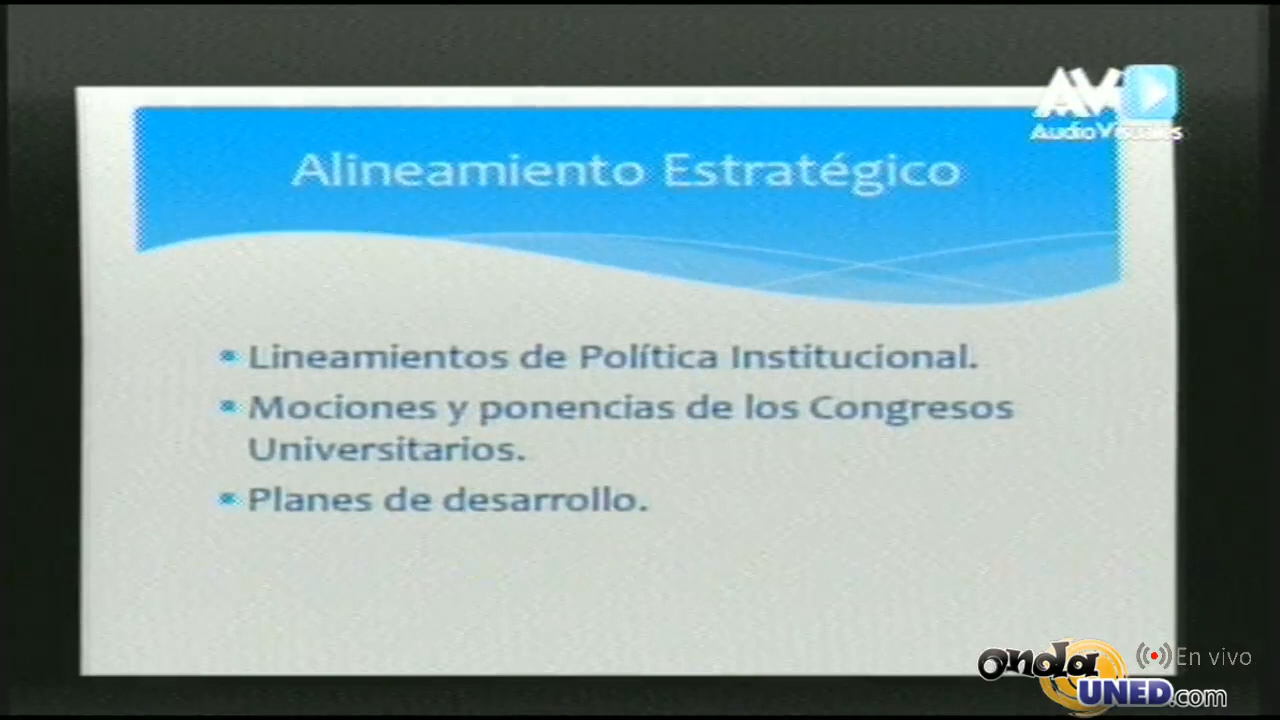 AV
AudioVisuales
Alineamiento Estratégico
Lineamientos de Política Institucional.
Mociones y ponencias de los Congresos
Universitarios.
Planes de desarrollo.
onda
En vivo
UNED.com